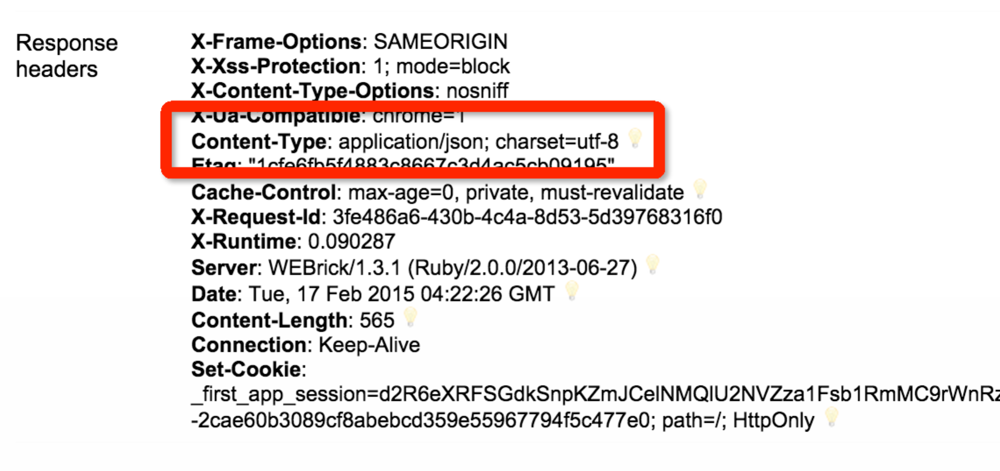 Response
headers
X-Frame-Options: SAMEORIGIN
X-Xss-Protection: 1; mode=block
X-Content-Type-Options: nosniff
X-Ua-Compatible: chrome=1
Content-Type: application/json; charset=utf-8
Etag: "1cfe6fb5f4883c8667c3d4ac5cb09195"
Cache-Control: max-age=0, private, must-revalidate
X-Request-Id: 3fe486a6-430b-4c4a-8d53-5d39768316f0
X-Runtime: 0.090287
Server: WEBrick/1.3.1 (Ruby/2.0.0/2013-06-27)
Date: Tue, 17 Feb 2015 04:22:26 GMT
Content-Length: 565
Connection: Keep-Alive
Set-Cookie:
_first_app_session=d2R6eXRFSGdkSnpKZmJCelNMQlU2NVZza1Fsb1RmMC9rWnRz
-2cae60b3089cf8abebcd359e55967794f5c477e0; path=/; HttpOnly